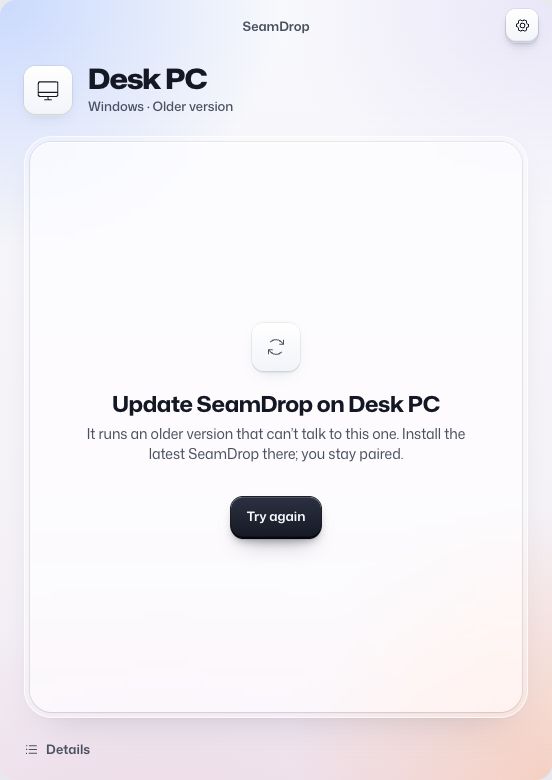 SeamDrop
Desk PC
Windows · Older version
Update SeamDrop on Desk PC
It runs an older version that can’t talk to this one. Install the
latest SeamDrop there; you stay paired.
Try again
Details